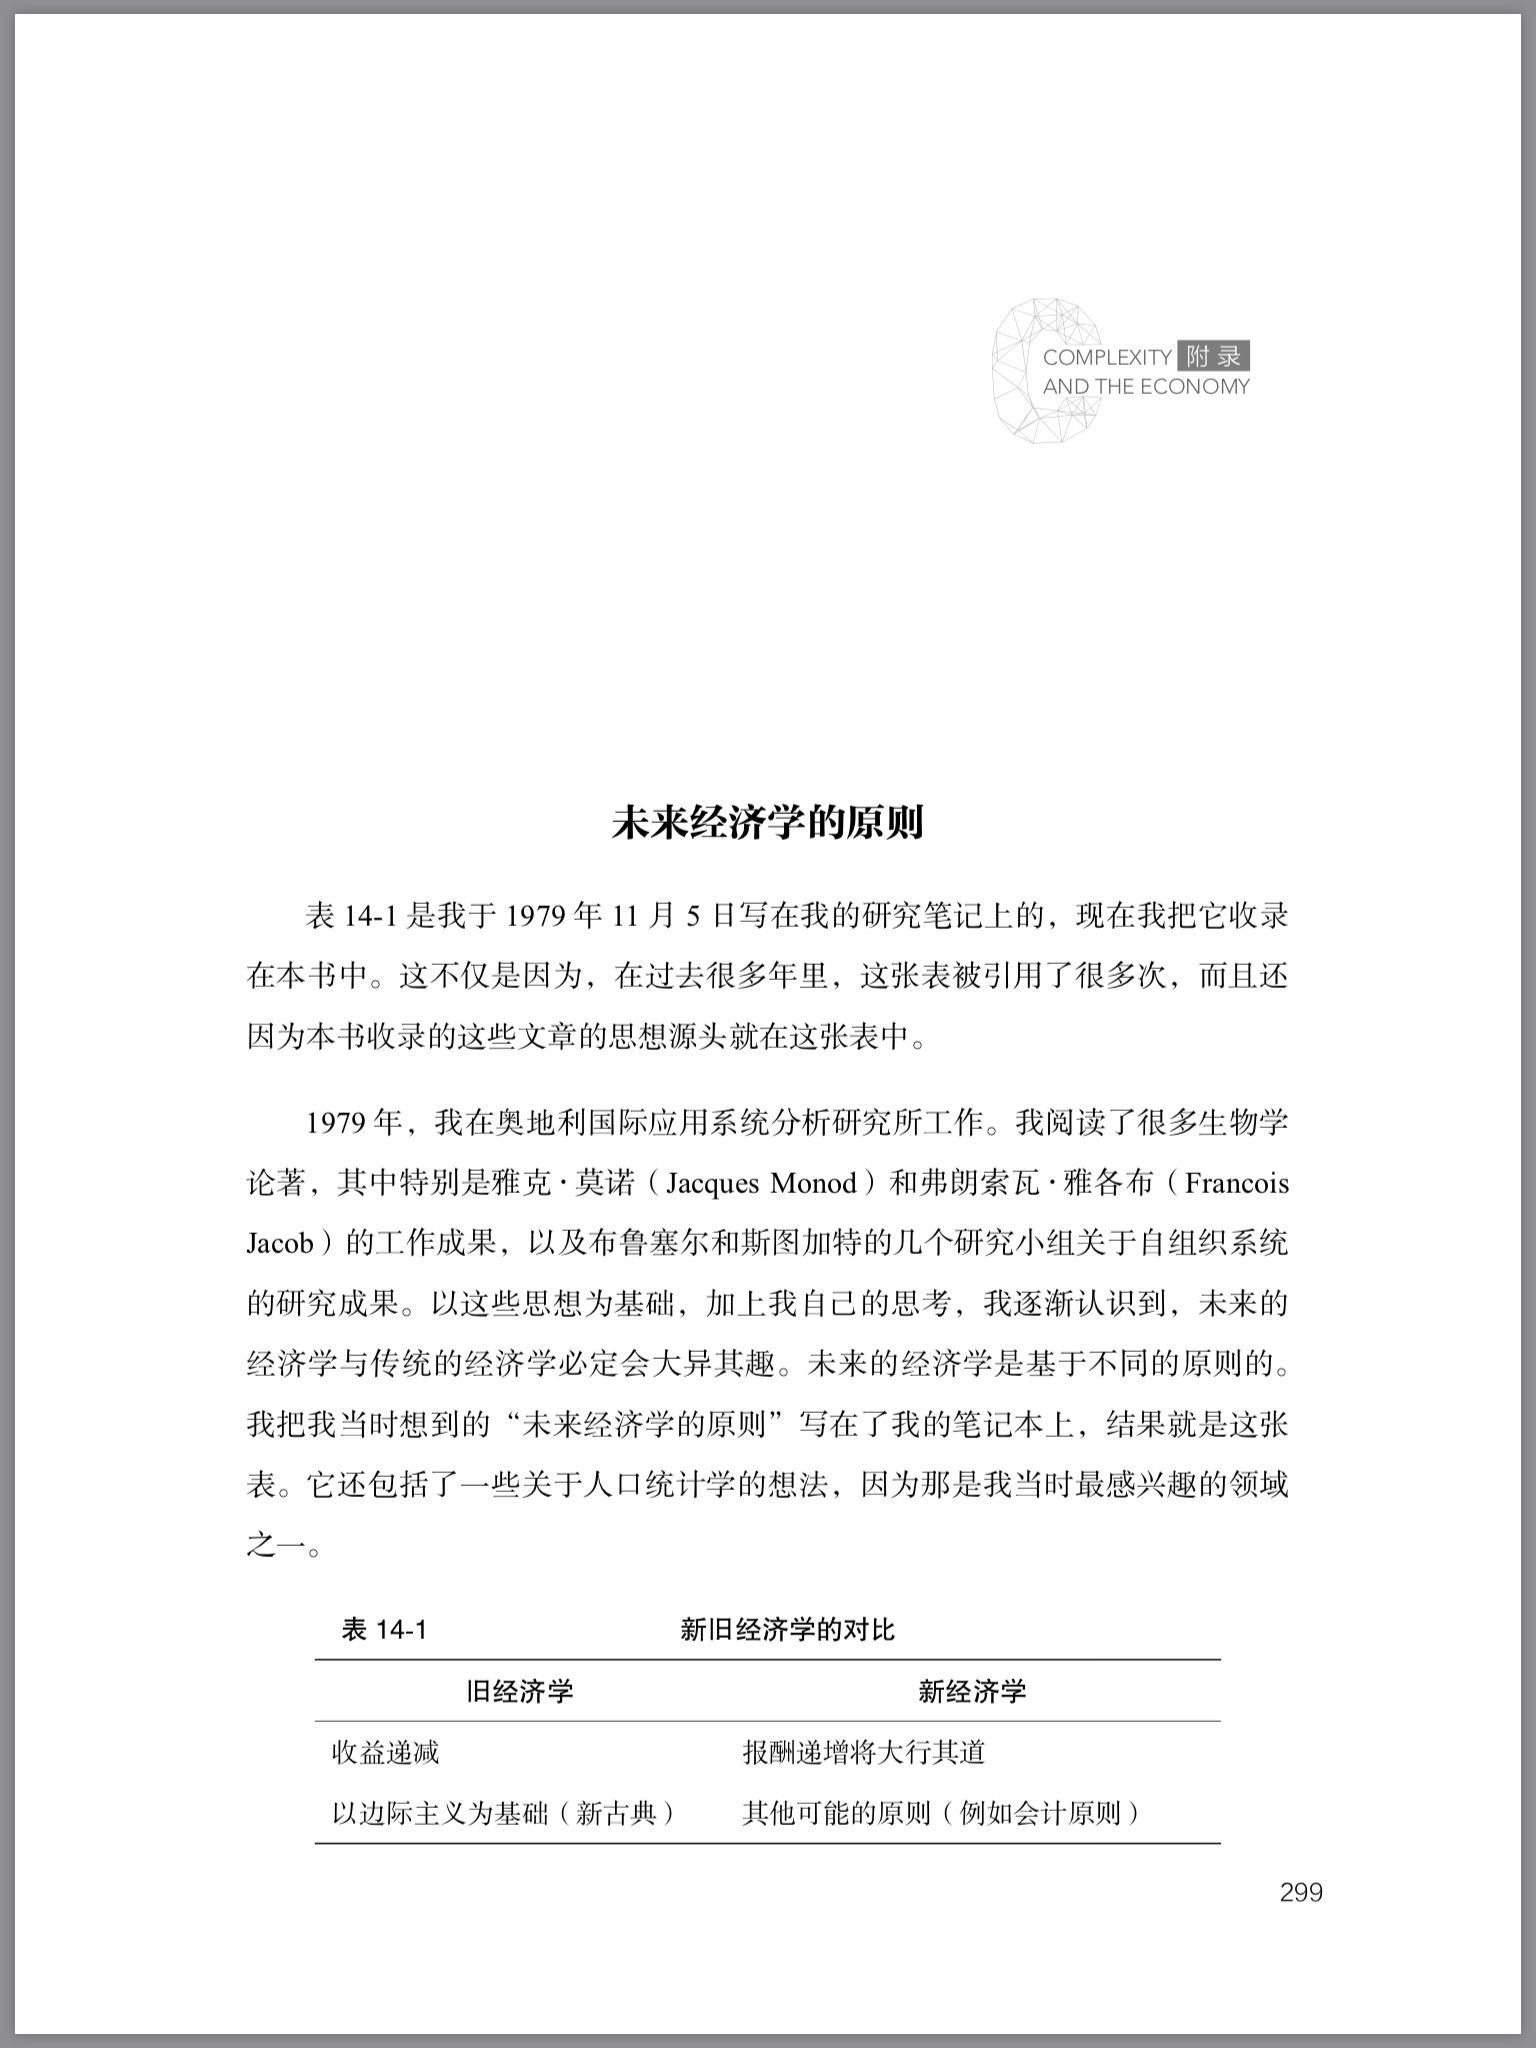 COMPLEXITY 附录
AND THE ECONOMY
未来经济学的原则
表 14-1 是我于 1979 年 11 月 5 日写在我的研究笔记上的，现在我把它收录
在本书中。这不仅是因为，在过去很多年里，这张表被引用了很多次，而且还
因为本书收录的这些文章的思想源头就在这张表中。
1979 年，我在奥地利国际应用系统分析研究所工作。我阅读了很多生物学
论著，其中特别是雅克·莫诺（Jacques Monod）和弗朗索瓦·雅各布（Francois
Jacob）的工作成果，以及布鲁塞尔和斯图加特的几个研究小组关于自组织系统
的研究成果。以这些思想为基础，加上我自己的思考，我逐渐认识到，未来的
经济学与传统的经济学必定会大异其趣。未来的经济学是基于不同的原则的。
我把我当时想到的“未来经济学的原则”写在了我的笔记本上，结果就是这张
表。它还包括了一些关于人口统计学的想法，因为那是我当时最感兴趣的领域
之一。
表 14-1 新旧经济学的对比
旧经济学 新经济学
收益递减 报酬递增将大行其道
以边际主义为基础（新古典） 其他可能的原则（例如会计原则）
299